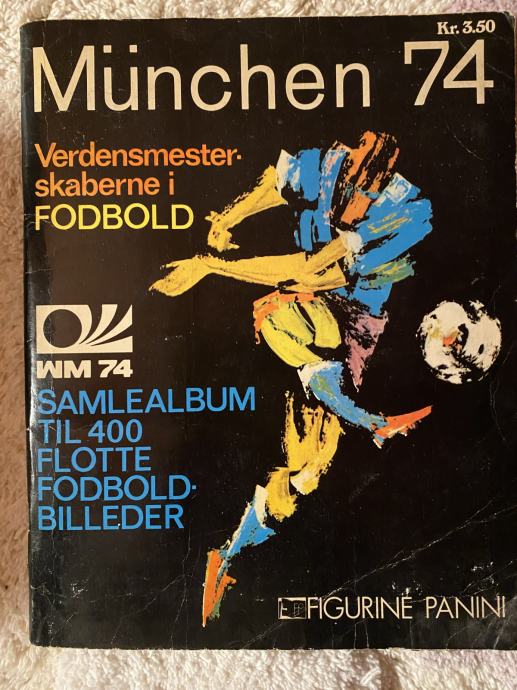 Kr. 3.50
München 74
Verdensmester-
skaberne i
FODBOLD
WM 74
SAMLEALBUM
TIL 400
FLOTTE
FODBOLD-
BILLEDER
FIGURINE PANINI